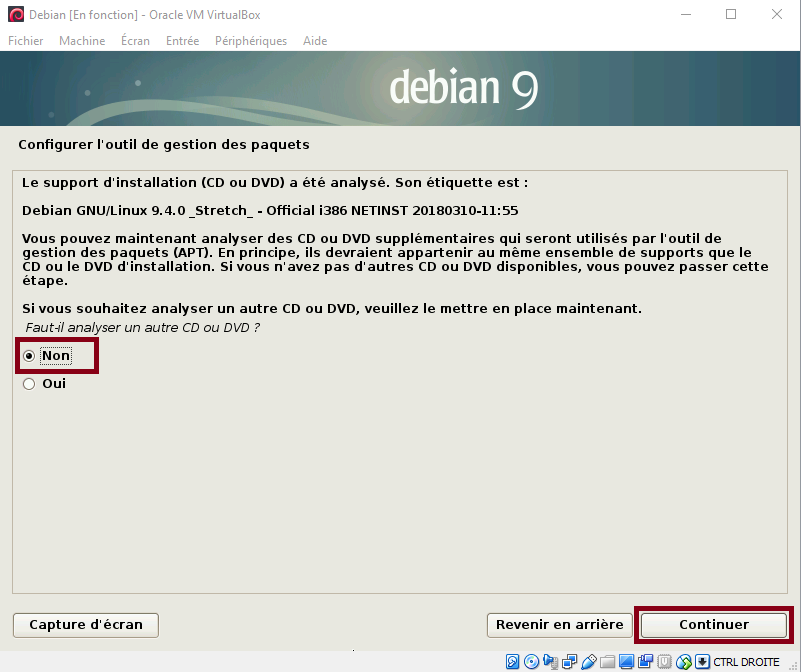 Debian [En fonction] - Oracle VM VirtualBox
Fichier Machine Écran Entrée Périphériques Aide
debian 9
Configurer l'outil de gestion des paquets
Le support d'installation (CD ou DVD) a été analysé. Son étiquette est :
Debian GNU/Linux 9.4.0 _Stretch_ - Official i386 NETINST 20180310-11:55
Vous pouvez maintenant analyser des CD ou DVD supplémentaires qui seront utilisés par l'outil de
gestion des paquets (APT). En principe, ils devraient appartenir au même ensemble de supports que le
CD ou le DVD d'installation. Si vous n'avez pas d'autres CD ou DVD disponibles, vous pouvez passer cette
étape.
Si vous souhaitez analyser un autre CD ou DVD, veuillez le mettre en place maintenant.
Faut-il analyser un autre CD ou DVD ?
Non
Oui
Capture d'écran Revenir en arrière Continuer
CTRL DROITE